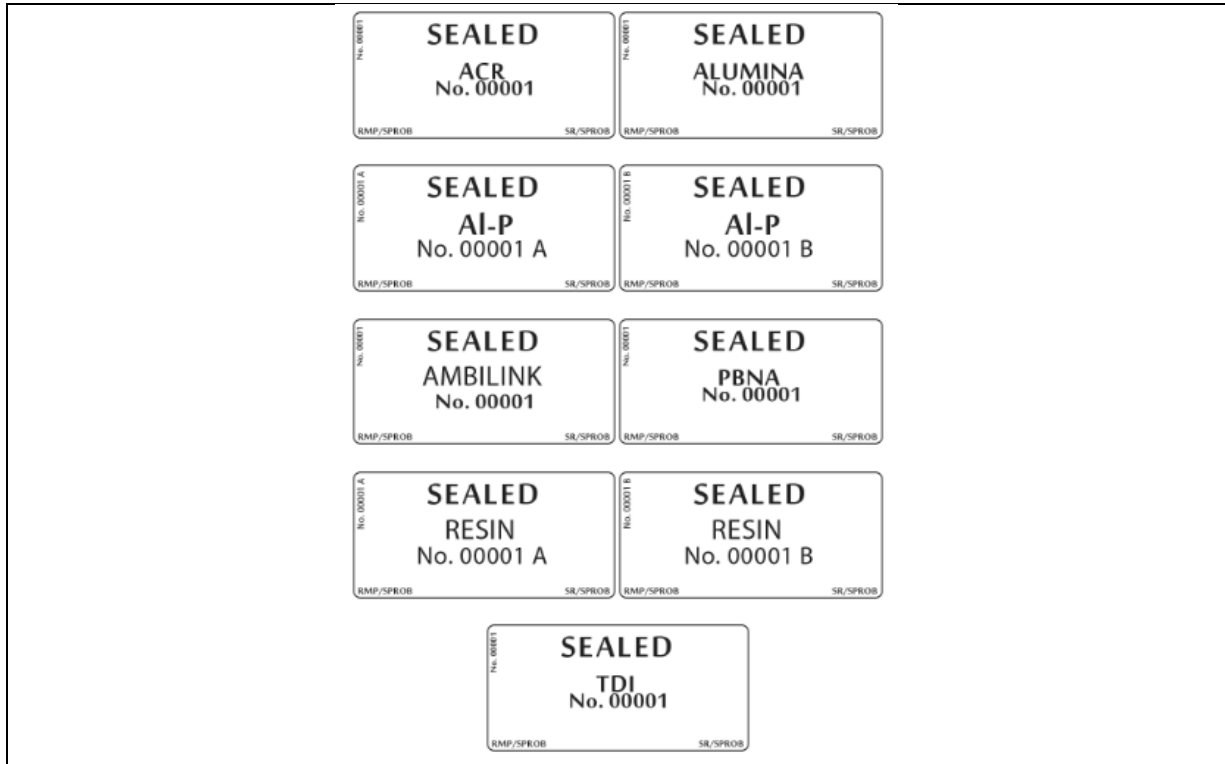 No. 00001
SEALED
ACR
No. 00001
RMP/SPROB SR/SPROB
No. 00001
SEALED
ALUMINA
No. 00001
RMP/SPROB SR/SPROB
No. 00001 A
SEALED
Al-P
No. 00001 A
RMP/SPROB SR/SPROB
No. 00001 B
SEALED
Al-P
No. 00001 B
RMP/SPROB SR/SPROB
No. 00001
SEALED
AMBILINK
No. 00001
RMP/SPROB SR/SPROB
No. 00001
SEALED
PBNA
No. 00001
RMP/SPROB SR/SPROB
No. 00001 A
SEALED
RESIN
No. 00001 A
RMP/SPROB SR/SPROB
No. 00001 B
SEALED
RESIN
No. 00001 B
RMP/SPROB SR/SPROB
No. 00001
SEALED
TDI
No. 00001
RMP/SPROB SR/SPROB